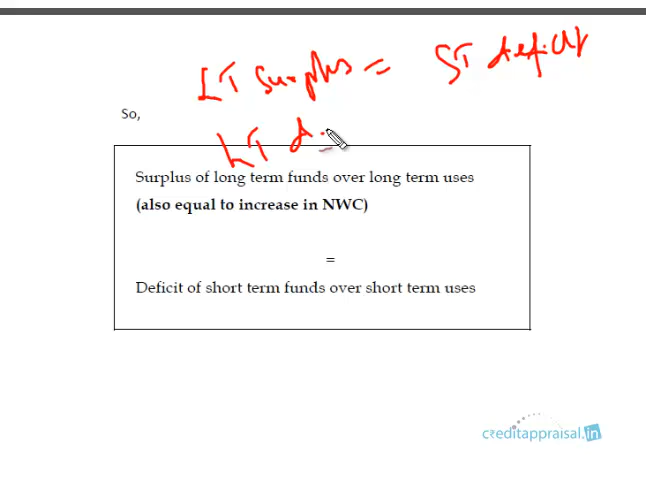 LT Surplus = ST deficit
So,
LT d
Surplus of long term funds over long term uses
(also equal to increase in NWC)
=
Deficit of short term funds over short term uses
creditappraisal.in